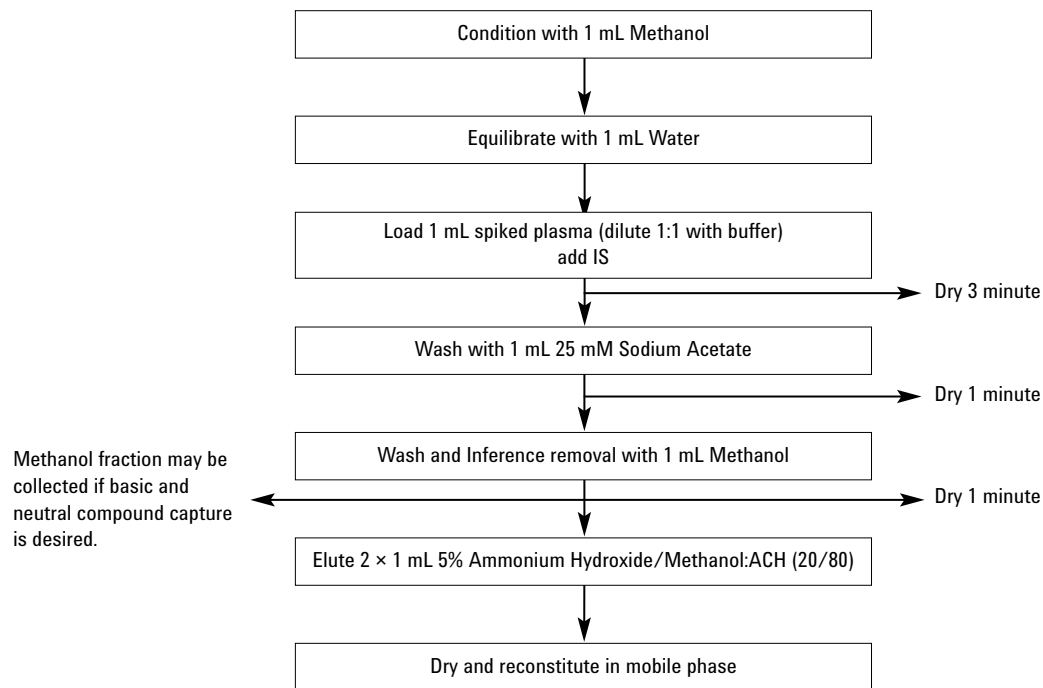 Condition with 1 mL Methanol
Equilibrate with 1 mL Water
Load 1 mL spiked plasma (dilute 1:1 with buffer)
add IS
Dry 3 minute
Wash with 1 mL 25 mM Sodium Acetate
Dry 1 minute
Wash and Inference removal with 1 mL Methanol
Methanol fraction may be
collected if basic and
neutral compound capture
is desired.
Dry 1 minute
Elute 2 × 1 mL 5% Ammonium Hydroxide/Methanol:ACH (20/80)
Dry and reconstitute in mobile phase